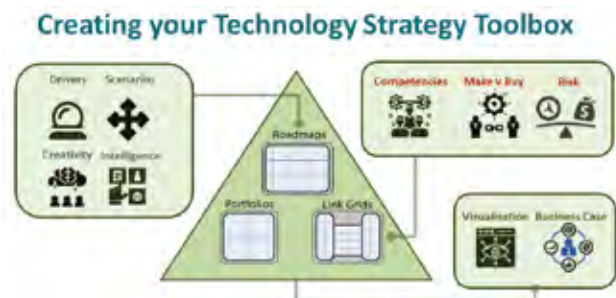 Creating your Technology Strategy Toolbox
Drivers Scenarios
Competencies Make v Buy Risk
Roadmaps
Creativity Intelligence
Portfolios Link Grids
Visualisation Business Case